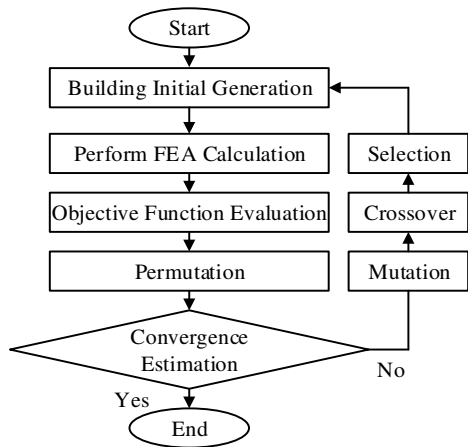 Start
Building Initial Generation
Perform FEA Calculation
Selection
Objective Function Evaluation
Crossover
Permutation
Mutation
Convergence
Estimation
No
Yes
End